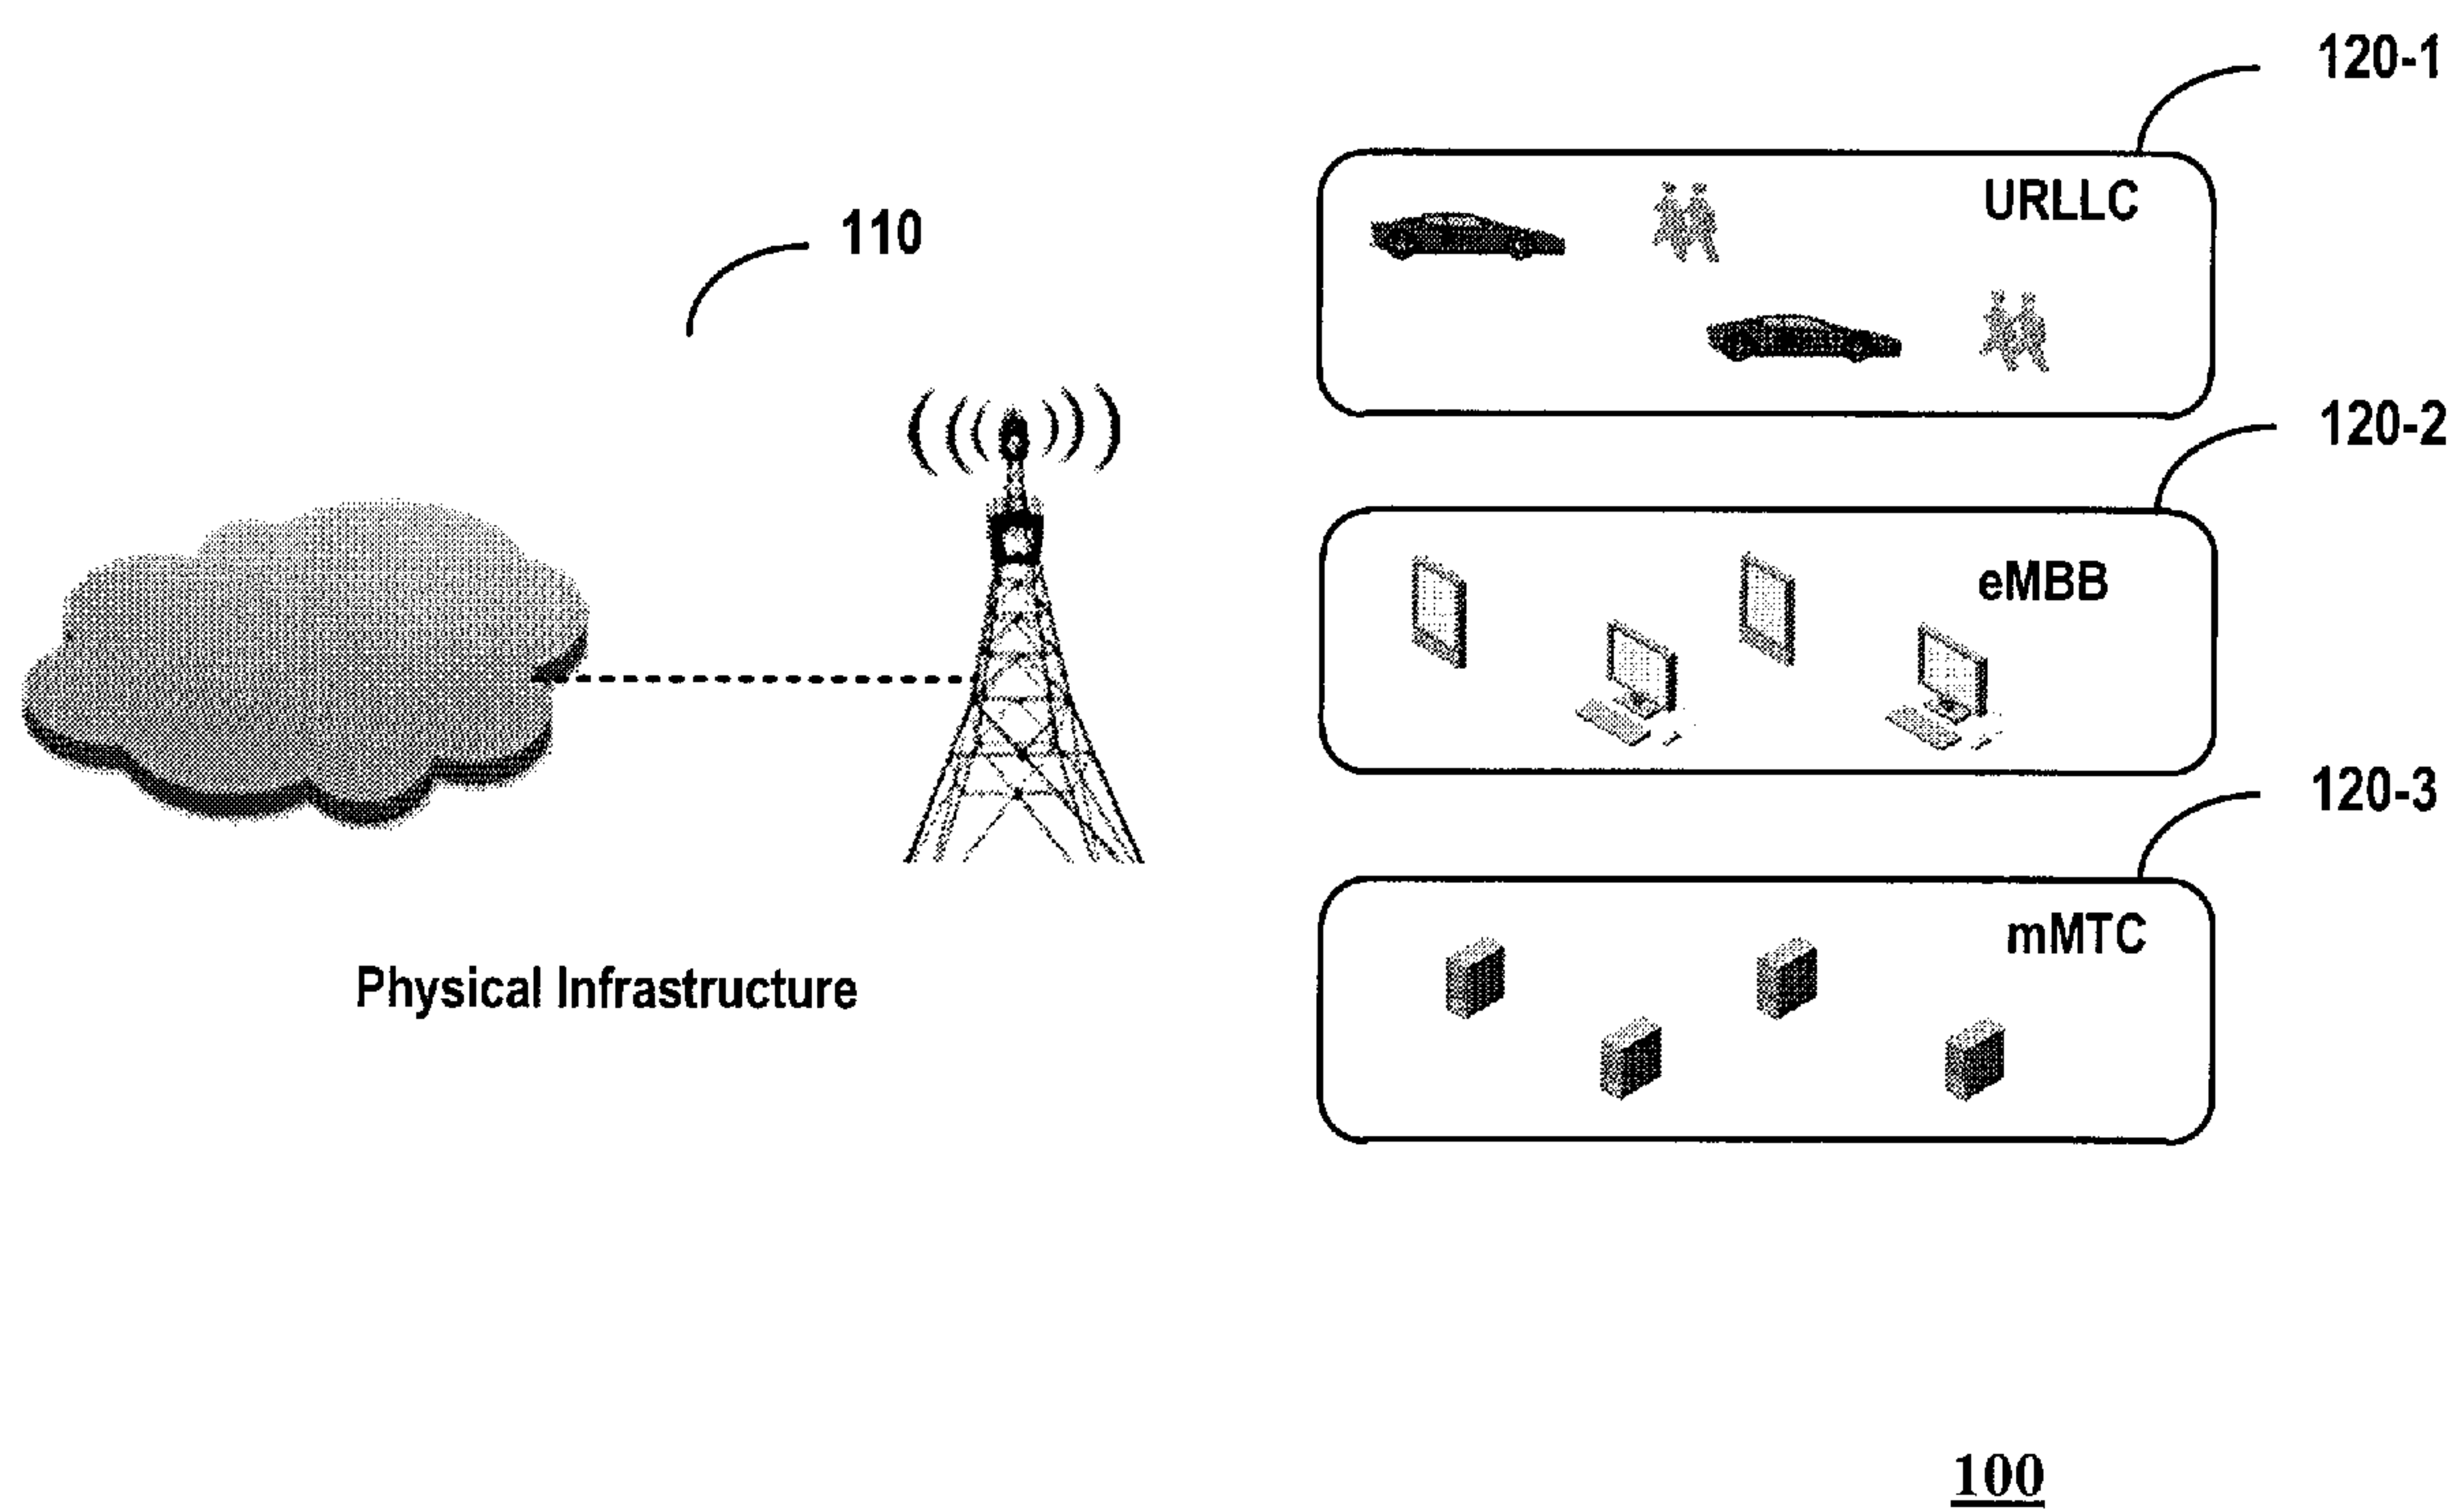 120-1
URLLC
110
120-2
eMBB
120-3
mMTC
Physical Infrastructure
100